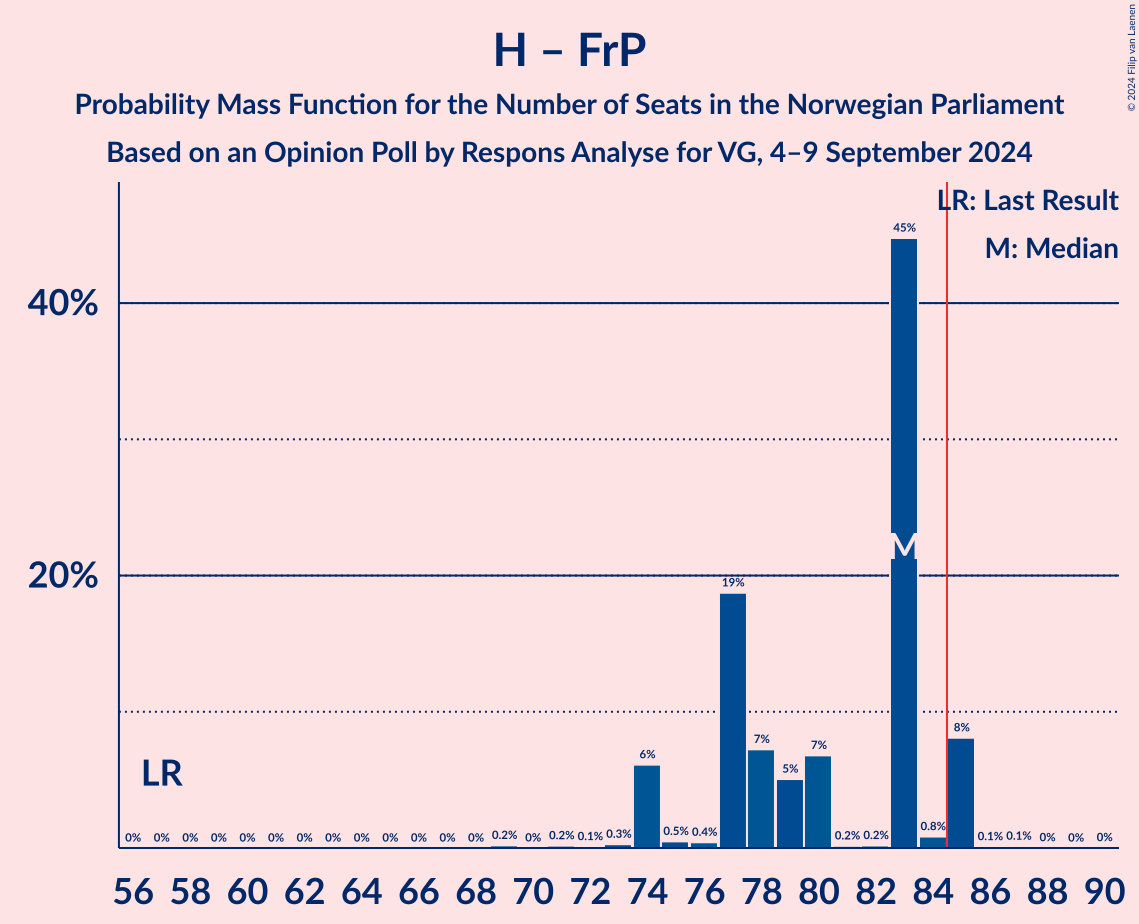 H – FrP
Probability Mass Function for the Number of Seats in the Norwegian Parliament
Based on an Opinion Poll by Respons Analyse for VG, 4–9 September 2024
© 2024 Filip van Laenen
LR: Last Result
M: Median
40%
20%
LR
M
0% 0% 0% 0% 0% 0% 0% 0% 0% 0% 0% 0% 0% 0.2% 0% 0.2% 0.1% 0.3% 6% 0.5% 0.4% 19% 7% 5% 7% 0.2% 0.2% 45% 0.8% 8% 0.1% 0.1% 0% 0% 0%
56 58 60 62 64 66 68 70 72 74 76 78 80 82 84 86 88 90